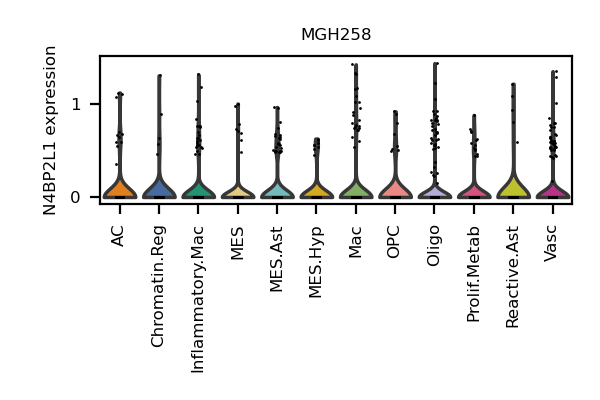 MGH258
N4BP2L1 expression
1
0
AC
Chromatin.Reg
Inflammatory.Mac
MES
MES.Ast
MES.Hyp
Mac
OPC
Oligo
Prolif.Metab
Reactive.Ast
Vasc